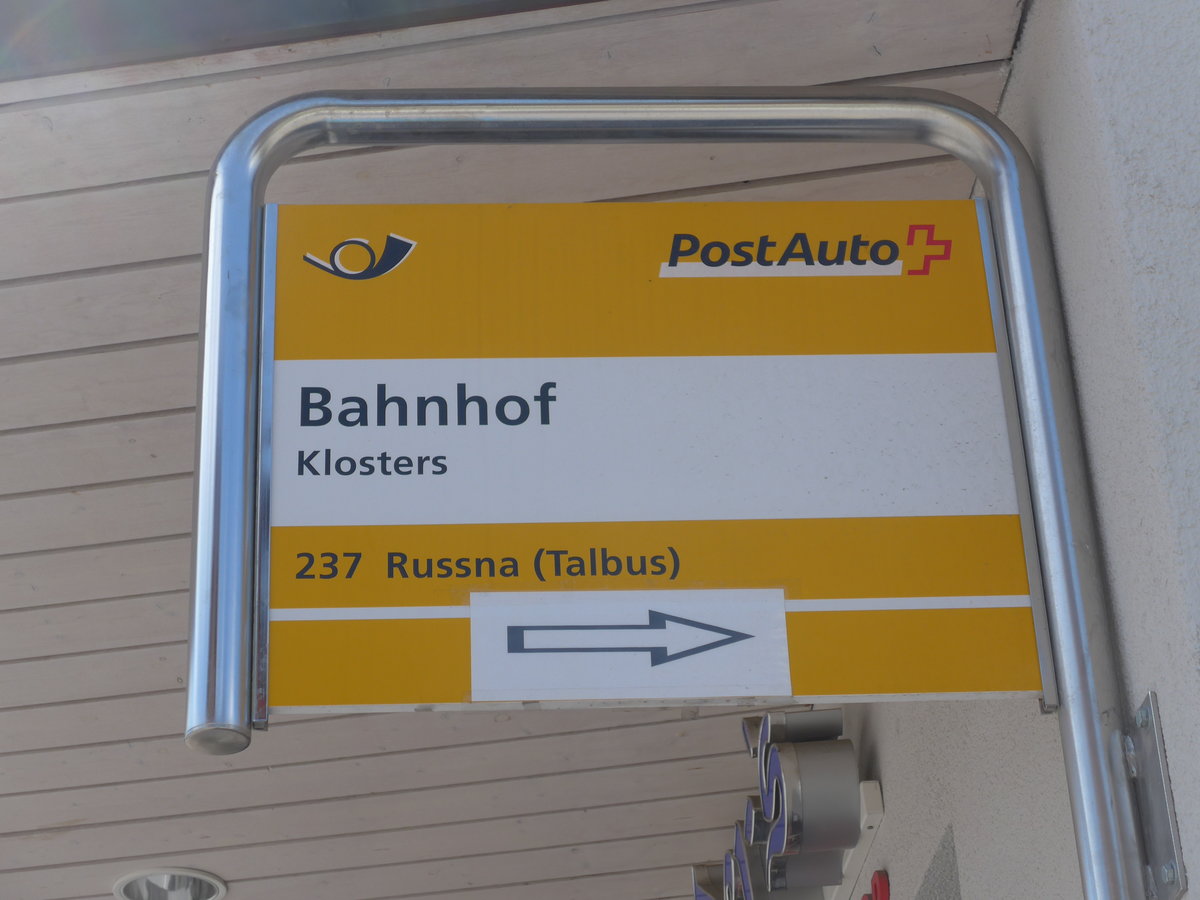 PostAuto
Bahnhof
Klosters
237 Russna (Talbus)